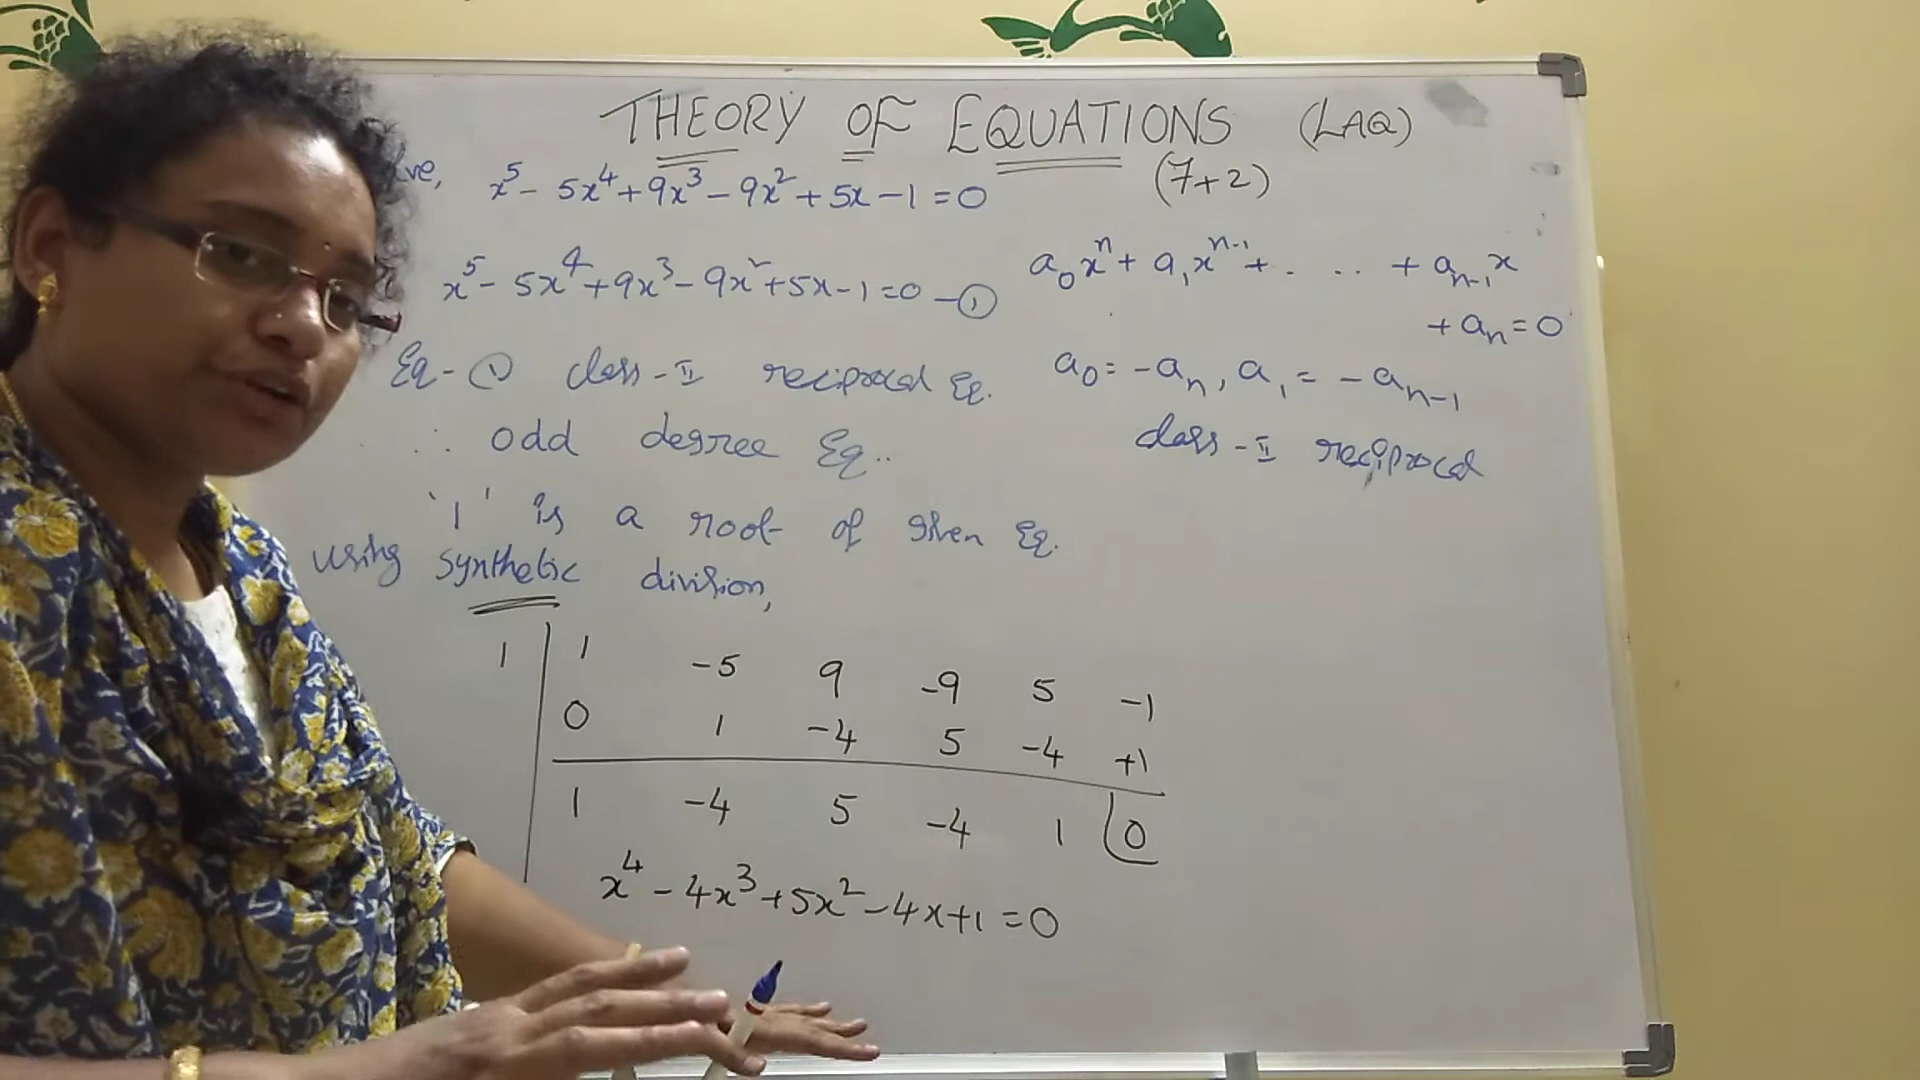 THEORY OF EQUATIONS (LAQ)
(7+2)
x⁵ - 5x⁴ + 9x³ - 9x² + 5x - 1 = 0
x⁵ - 5x⁴ + 9x³ - 9x² + 5x - 1 = 0 - ①
Eq - ① class - II reciprocal Eq.
∴ odd degree Eq..
'1' is a root of given Eq.
using synthetic division,
1 | 1 -5 9 -9 5 -1
0 1 -4 5 -4 +1
1 -4 5 -4 1 | 0
x⁴ - 4x³ + 5x² - 4x + 1 = 0
a₀xⁿ + a₁xⁿ⁻¹ + . . . . + aₙ₋₁x
+ aₙ = 0
a₀ = - aₙ, a₁ = - aₙ₋₁
class - II reciprocal